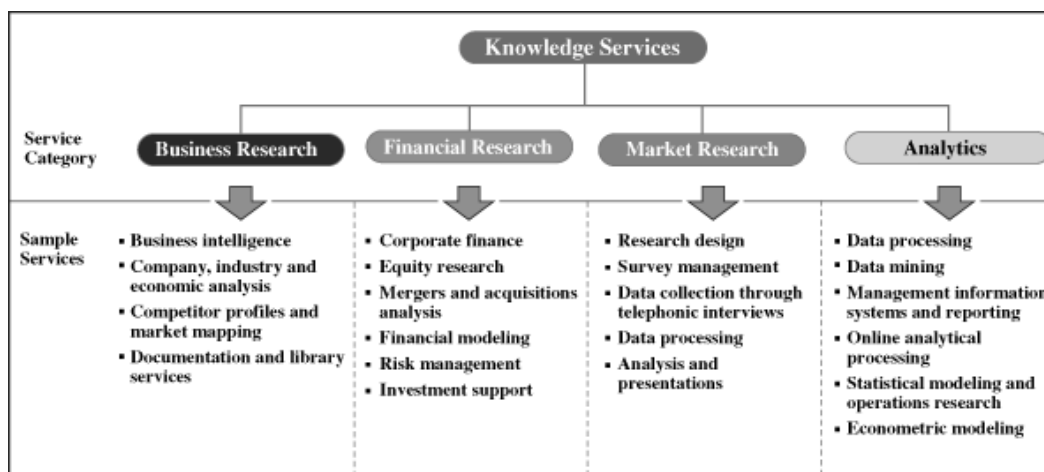 Knowledge Services
Service
Category
Business Research
Financial Research
Market Research
Analytics
Sample
Services
▪ Business intelligence
▪ Company, industry and
economic analysis
▪ Competitor profiles and
market mapping
▪ Documentation and library
services
▪ Corporate finance
▪ Equity research
▪ Mergers and acquisitions
analysis
▪ Financial modeling
▪ Risk management
▪ Investment support
▪ Research design
▪ Survey management
▪ Data collection through
telephonic interviews
▪ Data processing
▪ Analysis and
presentations
▪ Data processing
▪ Data mining
▪ Management information
systems and reporting
▪ Online analytical
processing
▪ Statistical modeling and
operations research
▪ Econometric modeling